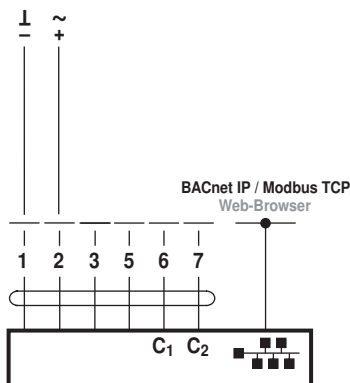 ⊥ ~
− +
BACnet IP / Modbus TCP
Web-Browser
1 2 3 5 6 7
C1 C2